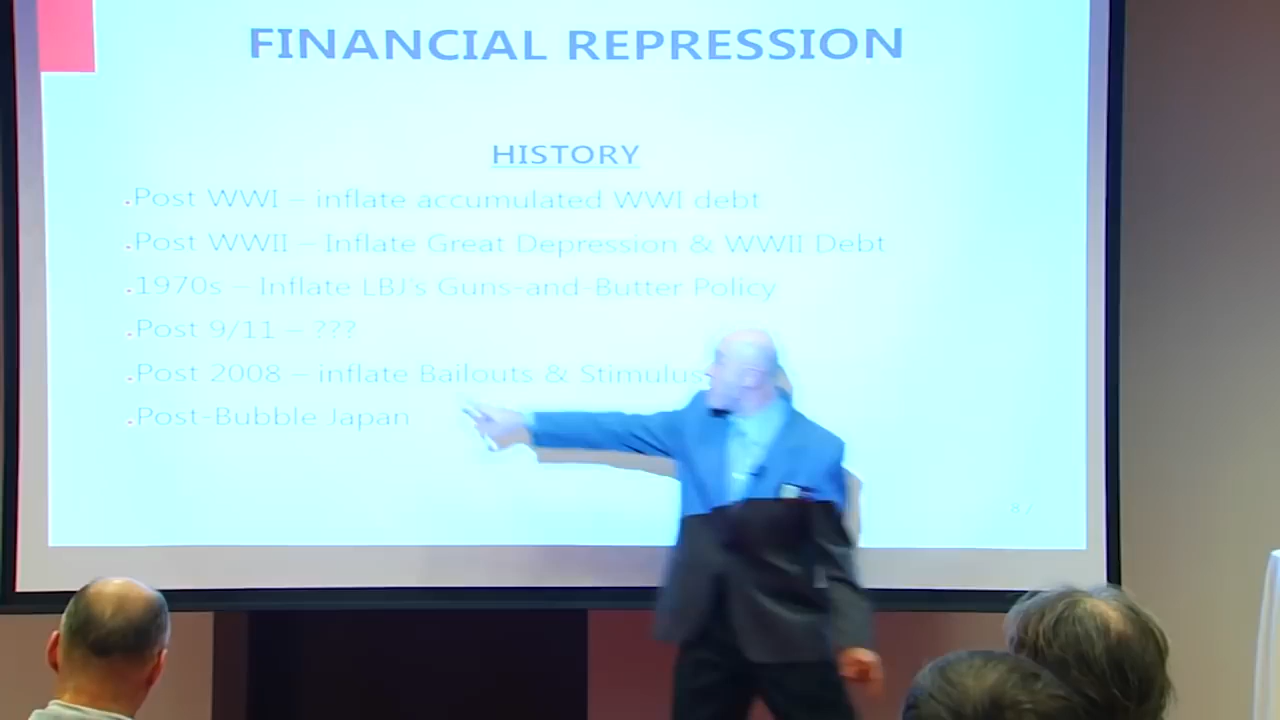 FINANCIAL REPRESSION
HISTORY
.Post WWI – inflate accumulated WWI debt
.Post WWII – Inflate Great Depression & WWII Debt
.1970s – Inflate LBJ's Guns-and-Butter Policy
.Post 9/11 – ???
.Post 2008 – inflate Bailouts & Stimulus
.Post-Bubble Japan